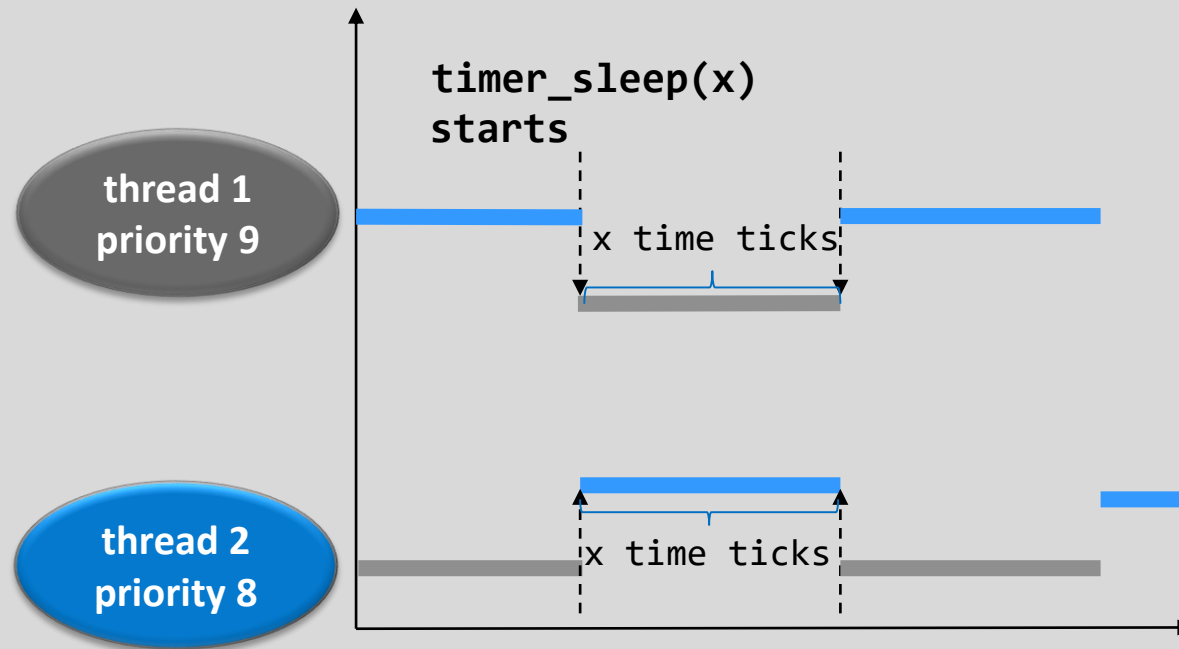 timer_sleep(x)
starts
thread 1
priority 9
x time ticks
thread 2
priority 8
x time ticks